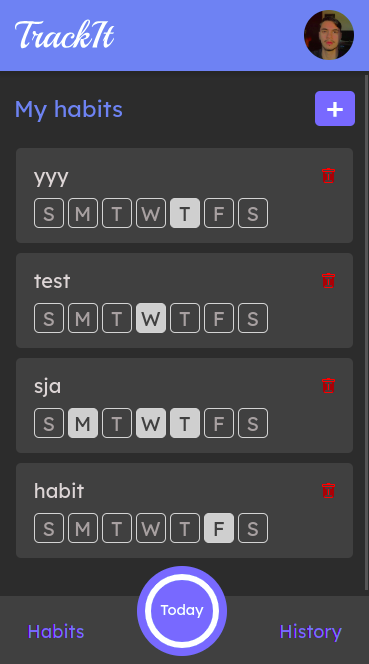 TrackIt
My habits
+
yyy
S M T W T F S
test
S M T W T F S
sja
S M T W T F S
habit
S M T W T F S
Habits Today History